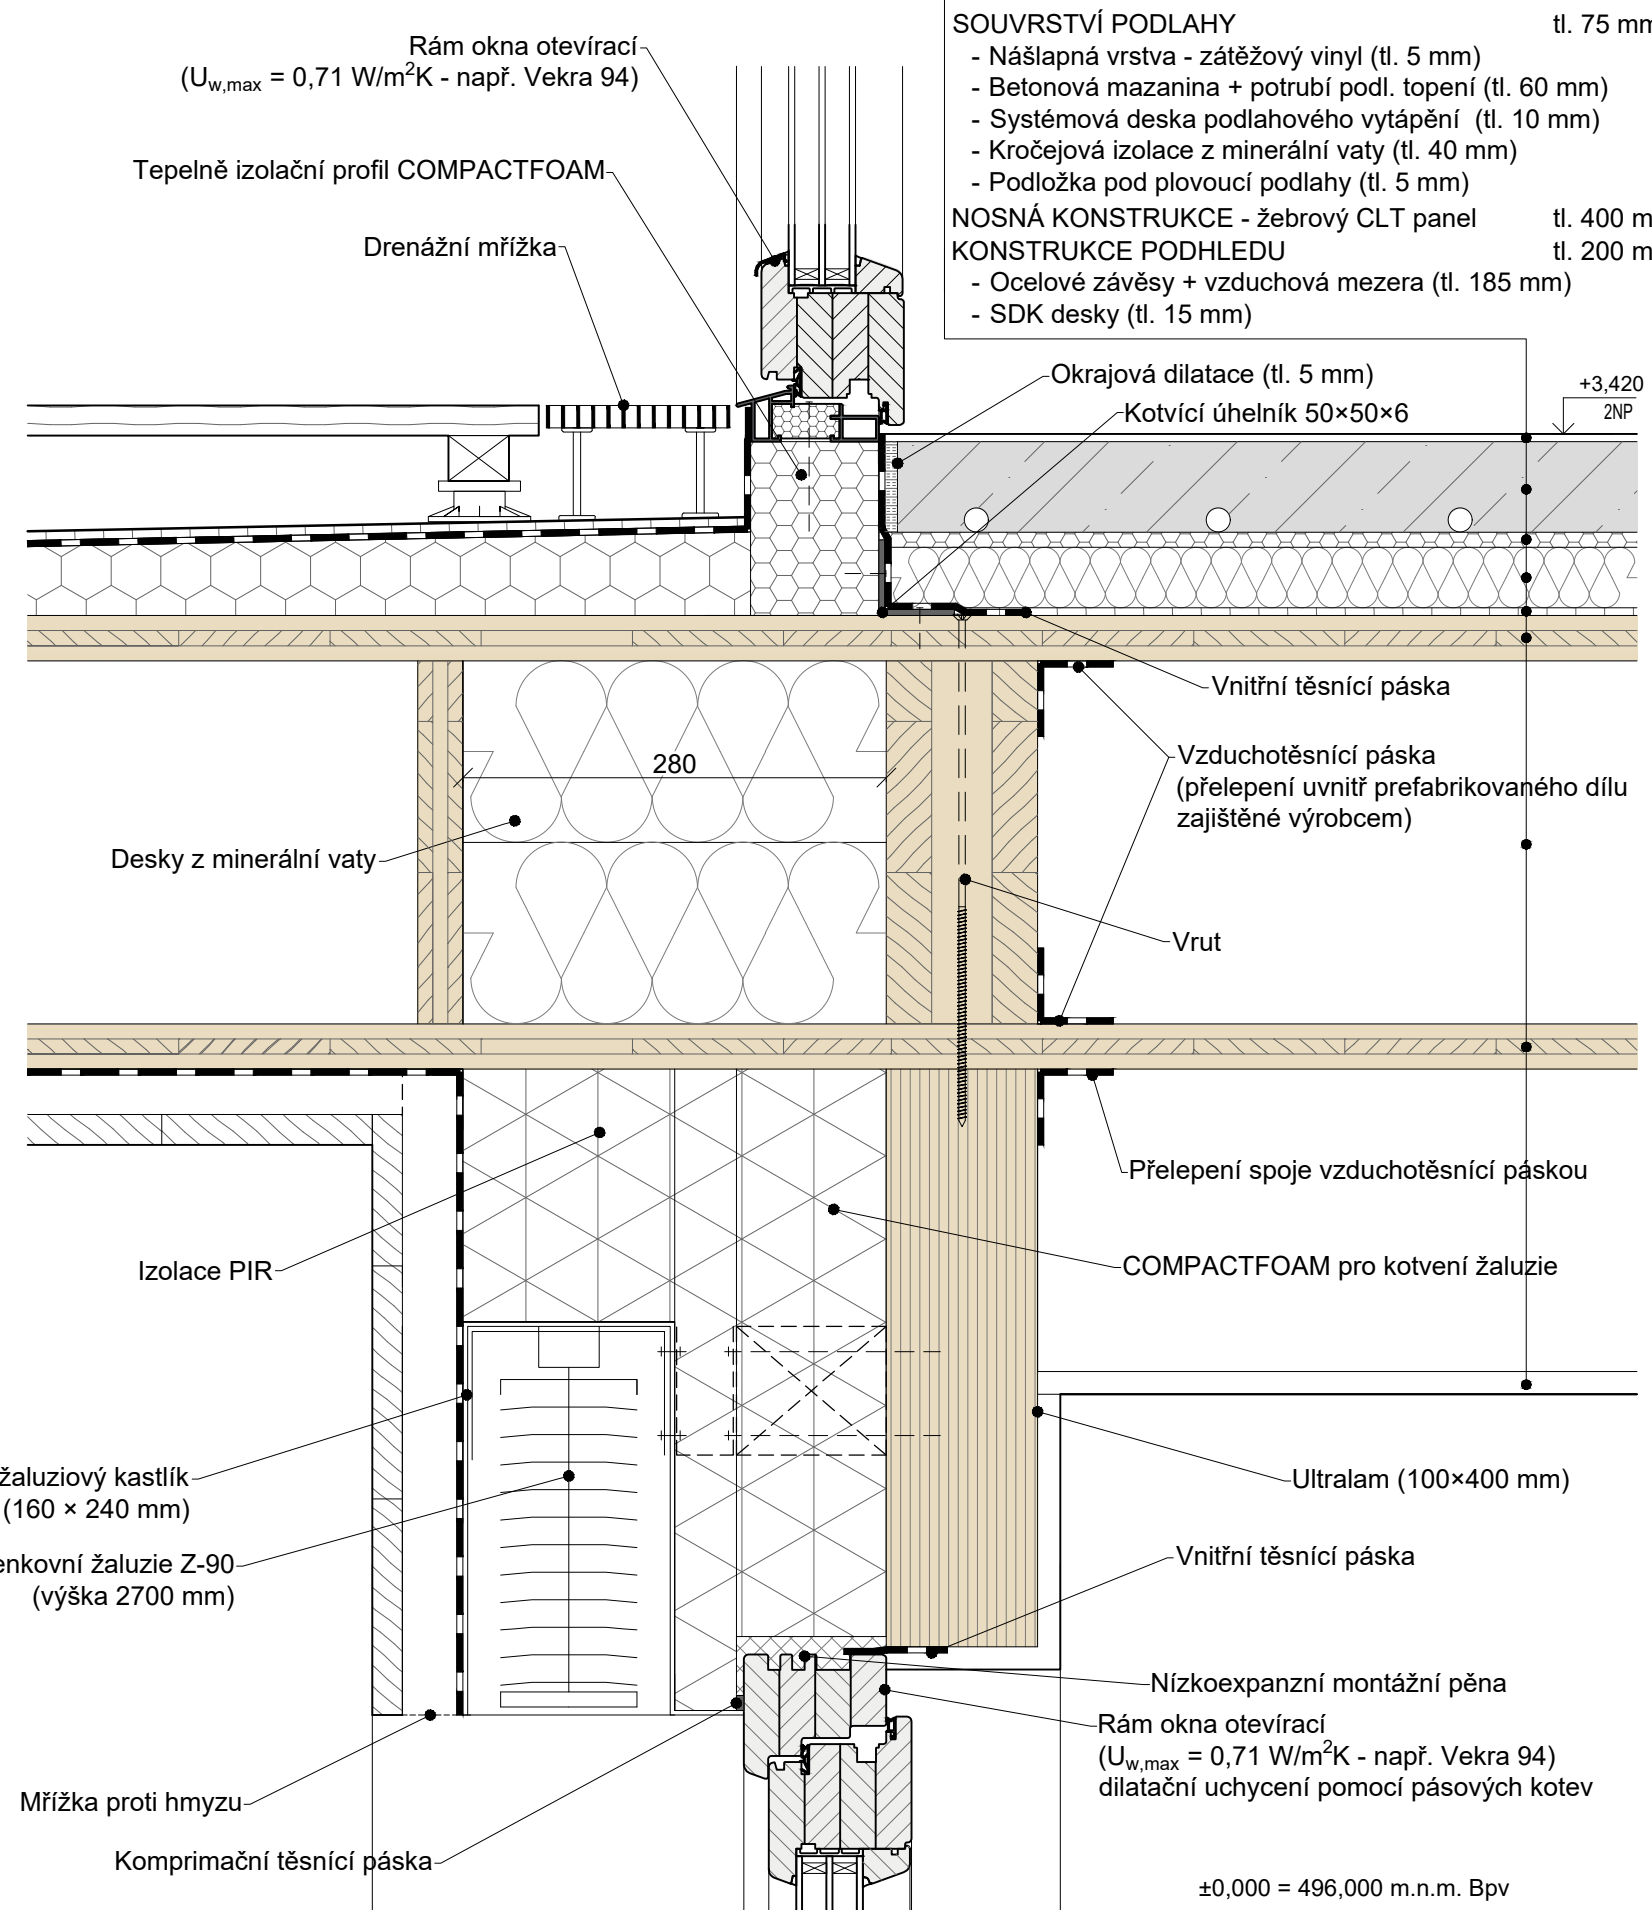 SOUVRSTVÍ PODLAHY tl. 75 mm
- Nášlapná vrstva - zátěžový vinyl (tl. 5 mm)
- Betonová mazanina + potrubí podl. topení (tl. 60 mm)
- Systémová deska podlahového vytápění (tl. 10 mm)
- Kročejová izolace z minerální vaty (tl. 40 mm)
- Podložka pod plovoucí podlahy (tl. 5 mm)
NOSNÁ KONSTRUKCE - žebrový CLT panel tl. 400 m
KONSTRUKCE PODHLEDU tl. 200 m
- Ocelové závěsy + vzduchová mezera (tl. 185 mm)
- SDK desky (tl. 15 mm)
Rám okna otevírací
(Uw,max = 0,71 W/m²K - např. Vekra 94)
Tepelně izolační profil COMPACTFOAM
Drenážní mřížka
Okrajová dilatace (tl. 5 mm)
Kotvící úhelník 50×50×6
+3,420
2NP
Vnitřní těsnící páska
Vzduchotěsnící páska
(přelepení uvnitř prefabrikovaného dílu
zajištěné výrobcem)
280
Desky z minerální vaty
Vrut
Přelepení spoje vzduchotěsnící páskou
Izolace PIR
COMPACTFOAM pro kotvení žaluzie
žaluziový kastlík
(160 × 240 mm)
Ultralam (100×400 mm)
enkovní žaluzie Z-90
(výška 2700 mm)
Vnitřní těsnící páska
Nízkoexpanzní montážní pěna
Rám okna otevírací
(Uw,max = 0,71 W/m²K - např. Vekra 94)
dilatační uchycení pomocí pásových kotev
Mřížka proti hmyzu
Komprimační těsnící páska
±0,000 = 496,000 m.n.m. Bpv